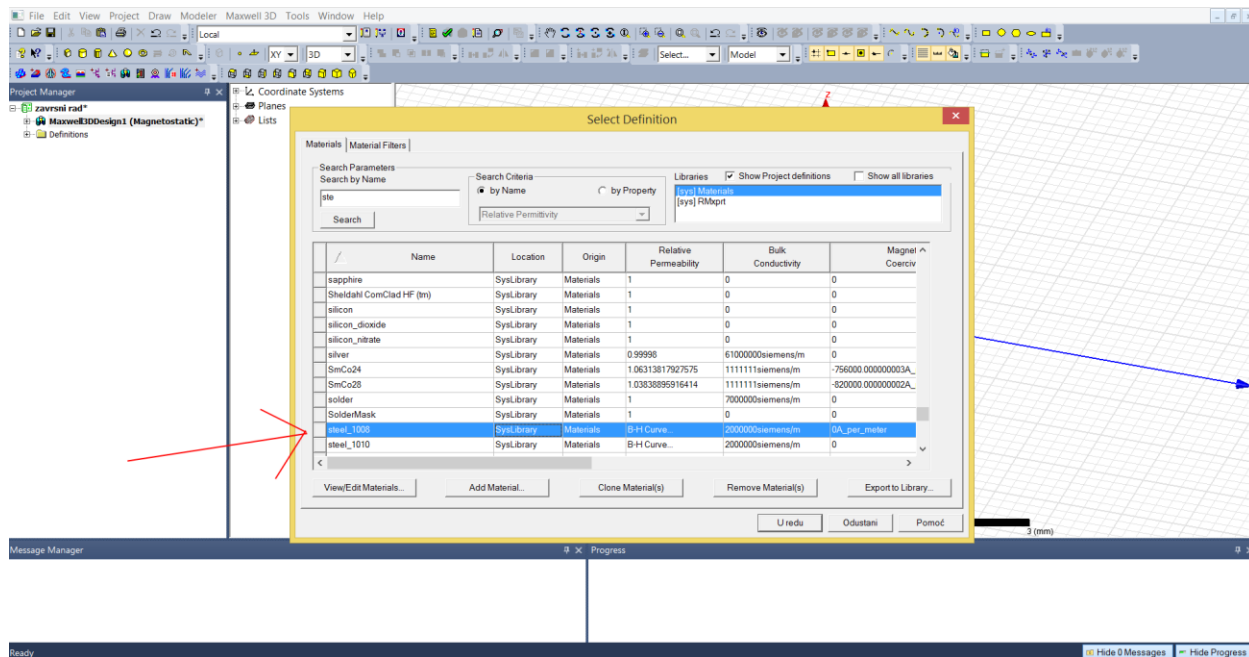 File Edit View Project Draw Modeler Maxwell 3D Tools Window Help
Local
XY 3D Select... Model
Project Manager
zavrsni rad*
Maxwell3DDesign1 (Magnetostatic)*
Definitions
Coordinate Systems
Planes
Lists
Z
Select Definition
Materials Material Filters
Search Parameters
Search by Name
ste
Search
Search Criteria
by Name by Property
Relative Permittivity
Libraries Show Project definitions Show all libraries
[sys] Materials
[sys] RMxprt
/ Name Location Origin Relative Permeability Bulk Conductivity Magnet Coerciv
sapphire SysLibrary Materials 1 0 0
Sheldahl ComClad HF (tm) SysLibrary Materials 1 0 0
silicon SysLibrary Materials 1 0 0
silicon_dioxide SysLibrary Materials 1 0 0
silicon_nitrate SysLibrary Materials 1 0 0
silver SysLibrary Materials 0.99998 61000000siemens/m 0
SmCo24 SysLibrary Materials 1.06313817927575 1111111siemens/m -756000.000000003A_
SmCo28 SysLibrary Materials 1.03838895916414 1111111siemens/m -820000.000000002A_
solder SysLibrary Materials 1 7000000siemens/m 0
SolderMask SysLibrary Materials 1 0 0
steel_1008 SysLibrary Materials B-H Curve... 2000000siemens/m 0A_per_meter
steel_1010 SysLibrary Materials B-H Curve... 2000000siemens/m 0
View/Edit Materials... Add Material... Clone Material(s) Remove Material(s) Export to Library...
U redu Odustani Pomoć
3 (mm)
Message Manager
Progress
Ready
Hide 0 Messages Hide Progress